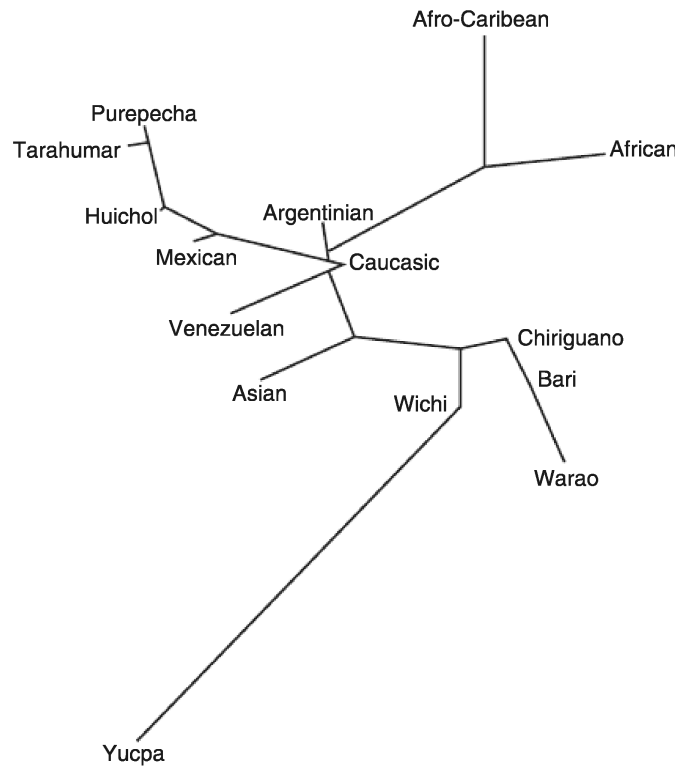 Afro-Caribean
Purepecha
Tarahumar
African
Huichol
Argentinian
Mexican
Caucasic
Venezuelan
Chiriguano
Asian
Bari
Wichi
Warao
Yucpa